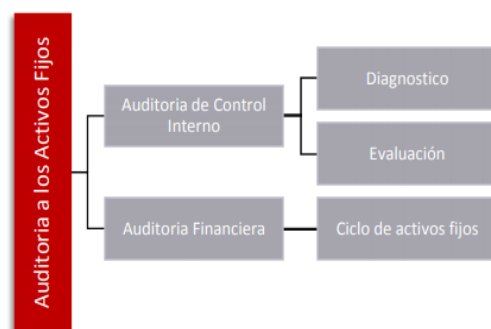 Auditoria a los Activos Fijos
Auditoria de Control
Interno
Diagnostico
Evaluación
Auditoria Financiera
Ciclo de activos fijos